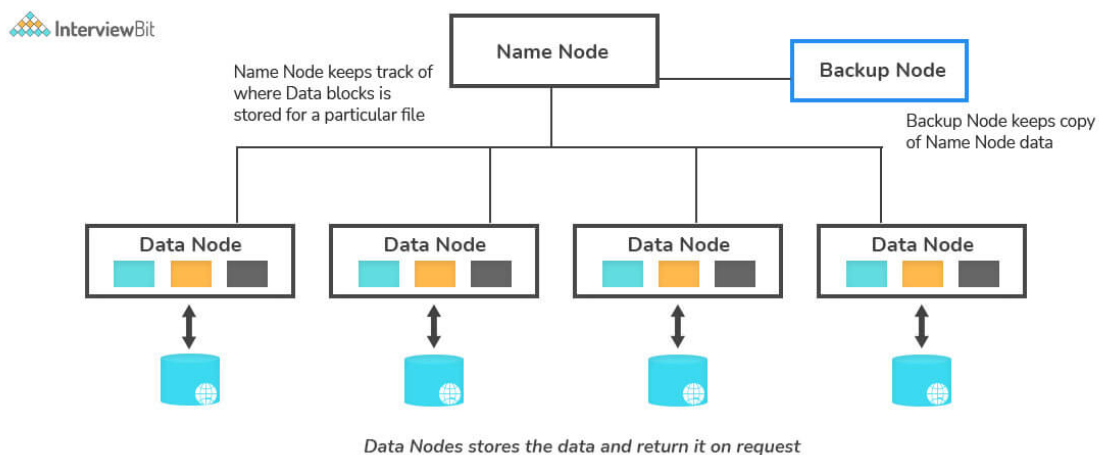 InterviewBit
Name Node
Name Node keeps track of
where Data blocks is
stored for a particular file
Backup Node
Backup Node keeps copy
of Name Node data
Data Node
Data Node
Data Node
Data Node
Data Nodes stores the data and return it on request